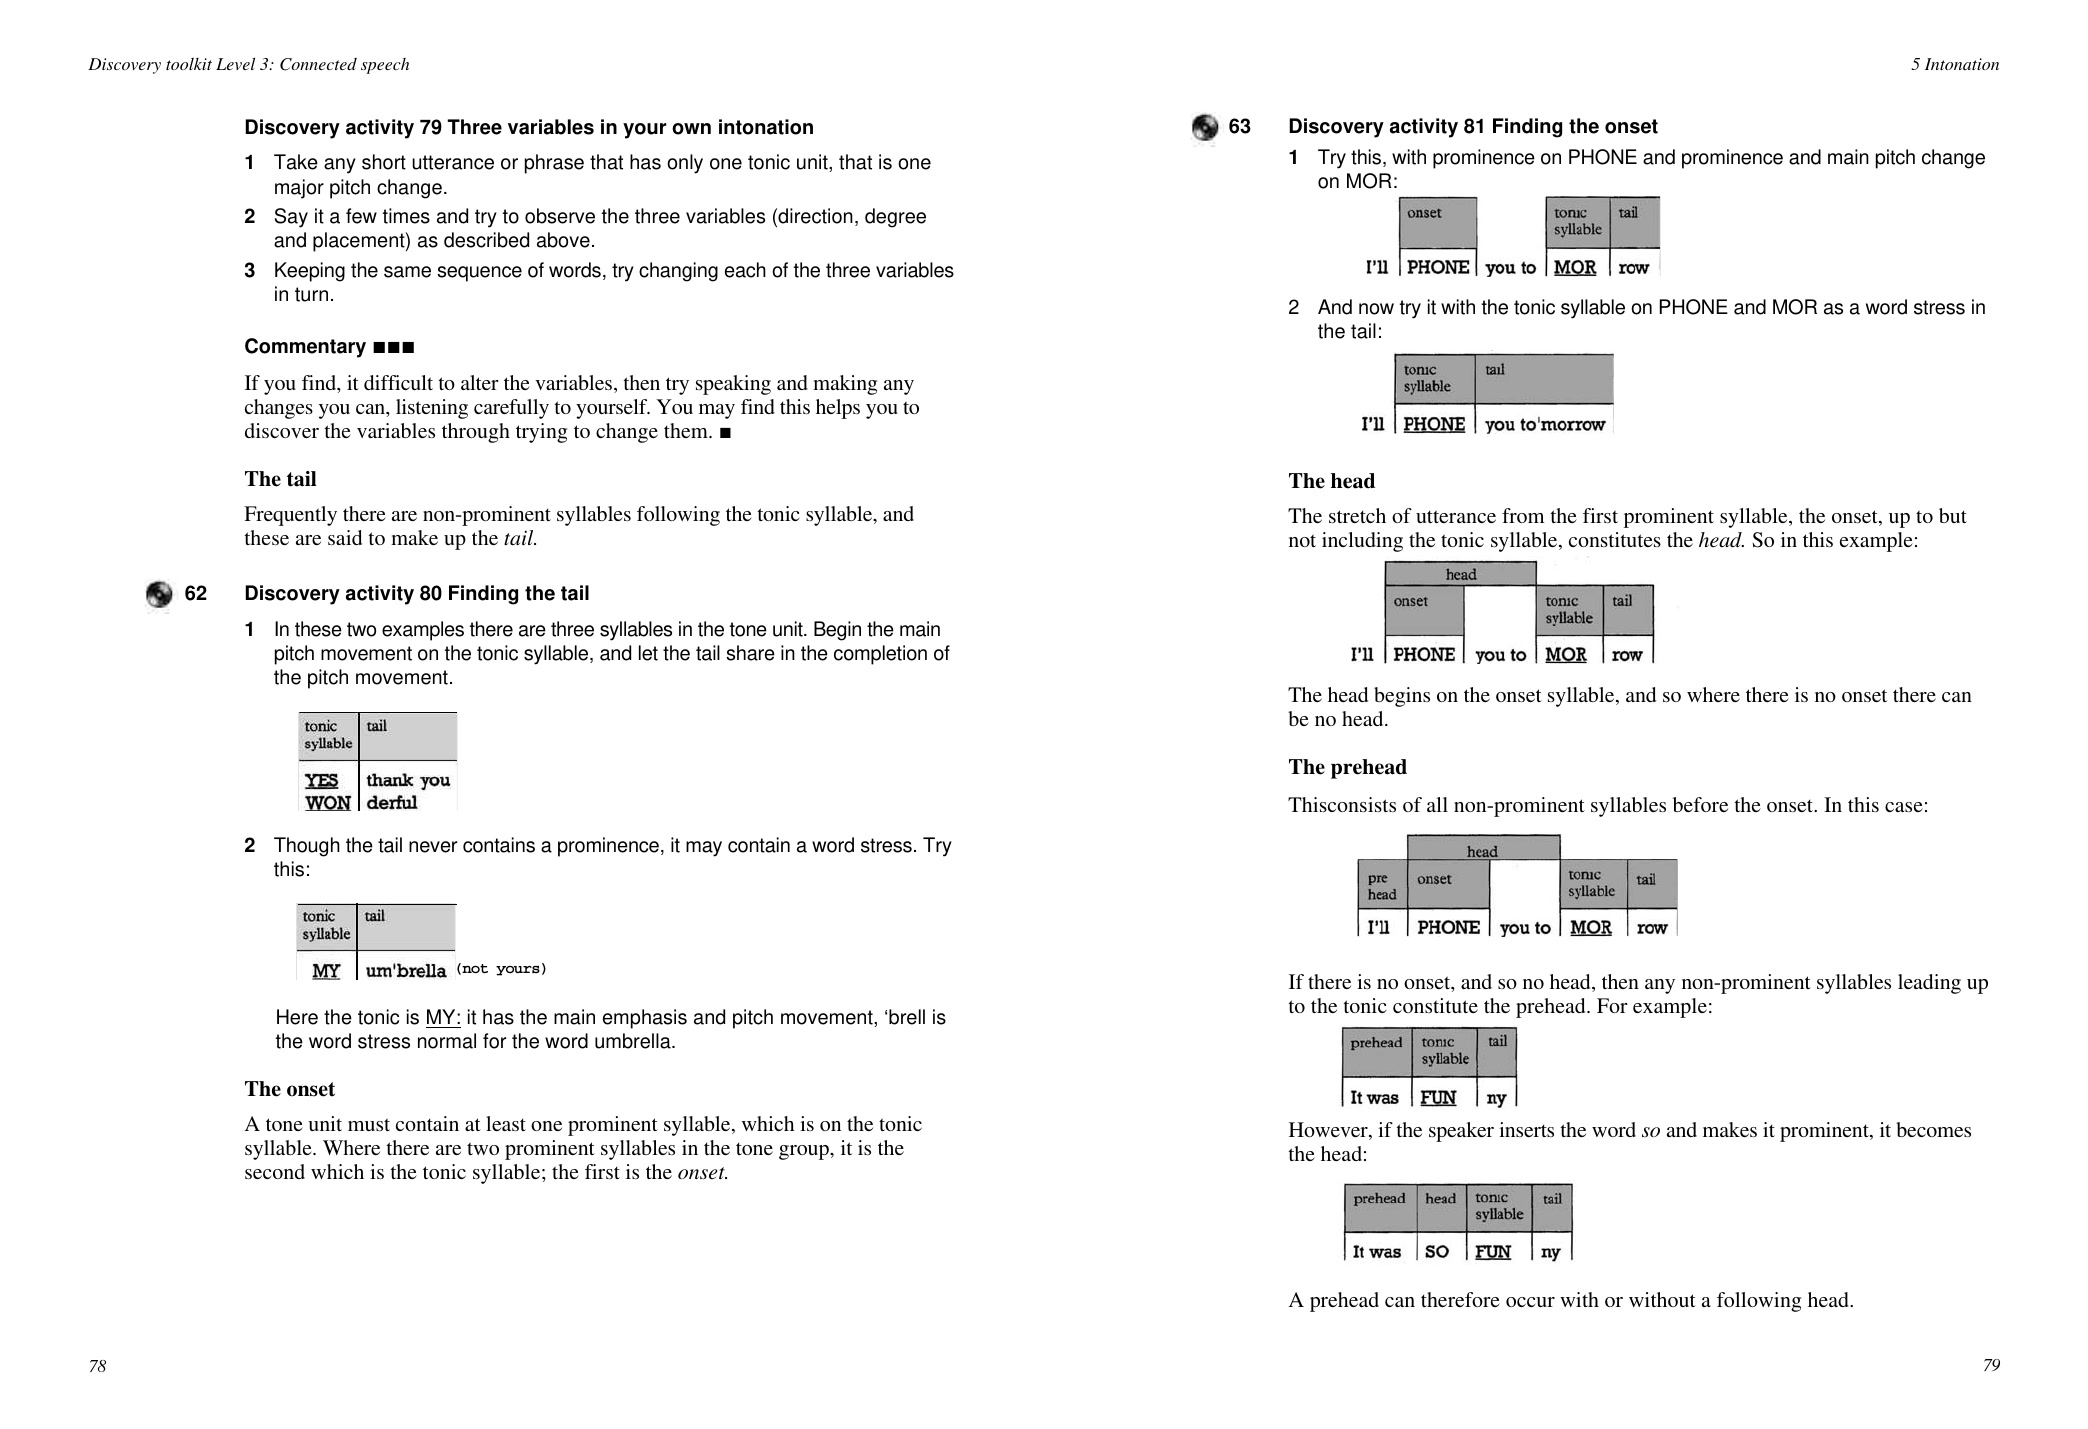 Discovery toolkit Level 3: Connected speech
Discovery activity 79 Three variables in your own intonation
1 Take any short utterance or phrase that has only one tonic unit, that is one
major pitch change.
2 Say it a few times and try to observe the three variables (direction, degree
and placement) as described above.
3 Keeping the same sequence of words, try changing each of the three variables
in turn.
Commentary ■■■
If you find, it difficult to alter the variables, then try speaking and making any
changes you can, listening carefully to yourself. You may find this helps you to
discover the variables through trying to change them. ■
The tail
Frequently there are non-prominent syllables following the tonic syllable, and
these are said to make up the tail.
62 Discovery activity 80 Finding the tail
1 In these two examples there are three syllables in the tone unit. Begin the main
pitch movement on the tonic syllable, and let the tail share in the completion of
the pitch movement.
tonic tail
syllable
YES thank you
WON derful
2 Though the tail never contains a prominence, it may contain a word stress. Try
this:
tonic tail
syllable
MY um'brella (not yours)
Here the tonic is MY: it has the main emphasis and pitch movement, ‘brell is
the word stress normal for the word umbrella.
The onset
A tone unit must contain at least one prominent syllable, which is on the tonic
syllable. Where there are two prominent syllables in the tone group, it is the
second which is the tonic syllable; the first is the onset.
78
5 Intonation
63 Discovery activity 81 Finding the onset
1 Try this, with prominence on PHONE and prominence and main pitch change
on MOR:
onset tonic tail
syllable
I'll PHONE you to MOR row
2 And now try it with the tonic syllable on PHONE and MOR as a word stress in
the tail:
tonic tail
syllable
I'll PHONE you to'morrow
The head
The stretch of utterance from the first prominent syllable, the onset, up to but
not including the tonic syllable, constitutes the head. So in this example:
head
onset tonic tail
syllable
I'll PHONE you to MOR row
The head begins on the onset syllable, and so where there is no onset there can
be no head.
The prehead
Thisconsists of all non-prominent syllables before the onset. In this case:
head
pre onset tonic tail
head syllable
I'll PHONE you to MOR row
If there is no onset, and so no head, then any non-prominent syllables leading up
to the tonic constitute the prehead. For example:
prehead tonic tail
syllable
It was FUN ny
However, if the speaker inserts the word so and makes it prominent, it becomes
the head:
prehead head tonic tail
syllable
It was SO FUN ny
A prehead can therefore occur with or without a following head.
79